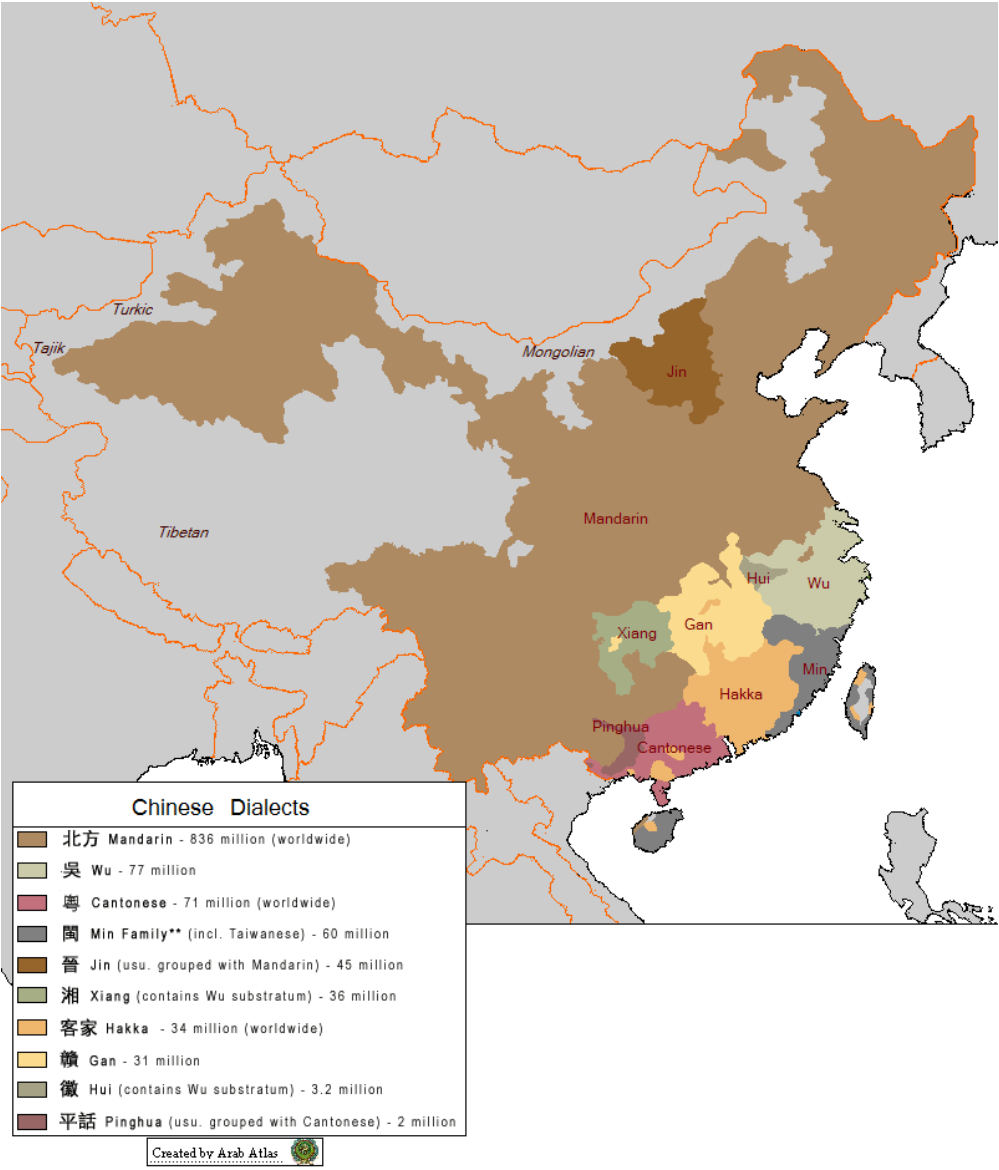 Turkic
Tajik
Mongolian
Jin
Tibetan
Mandarin
Hui
Wu
Gan
Xiang
Min
Hakka
Pinghua
Cantonese
Chinese Dialects
北方 Mandarin - 836 million (worldwide)
吳 Wu - 77 million
粵 Cantonese - 71 million (worldwide)
閩 Min Family** (incl. Taiwanese) - 60 million
晉 Jin (usu. grouped with Mandarin) - 45 million
湘 Xiang (contains Wu substratum) - 36 million
客家 Hakka - 34 million (worldwide)
贛 Gan - 31 million
徽 Hui (contains Wu substratum) - 3.2 million
平話 Pinghua (usu. grouped with Cantonese) - 2 million
Created by Arab Atlas